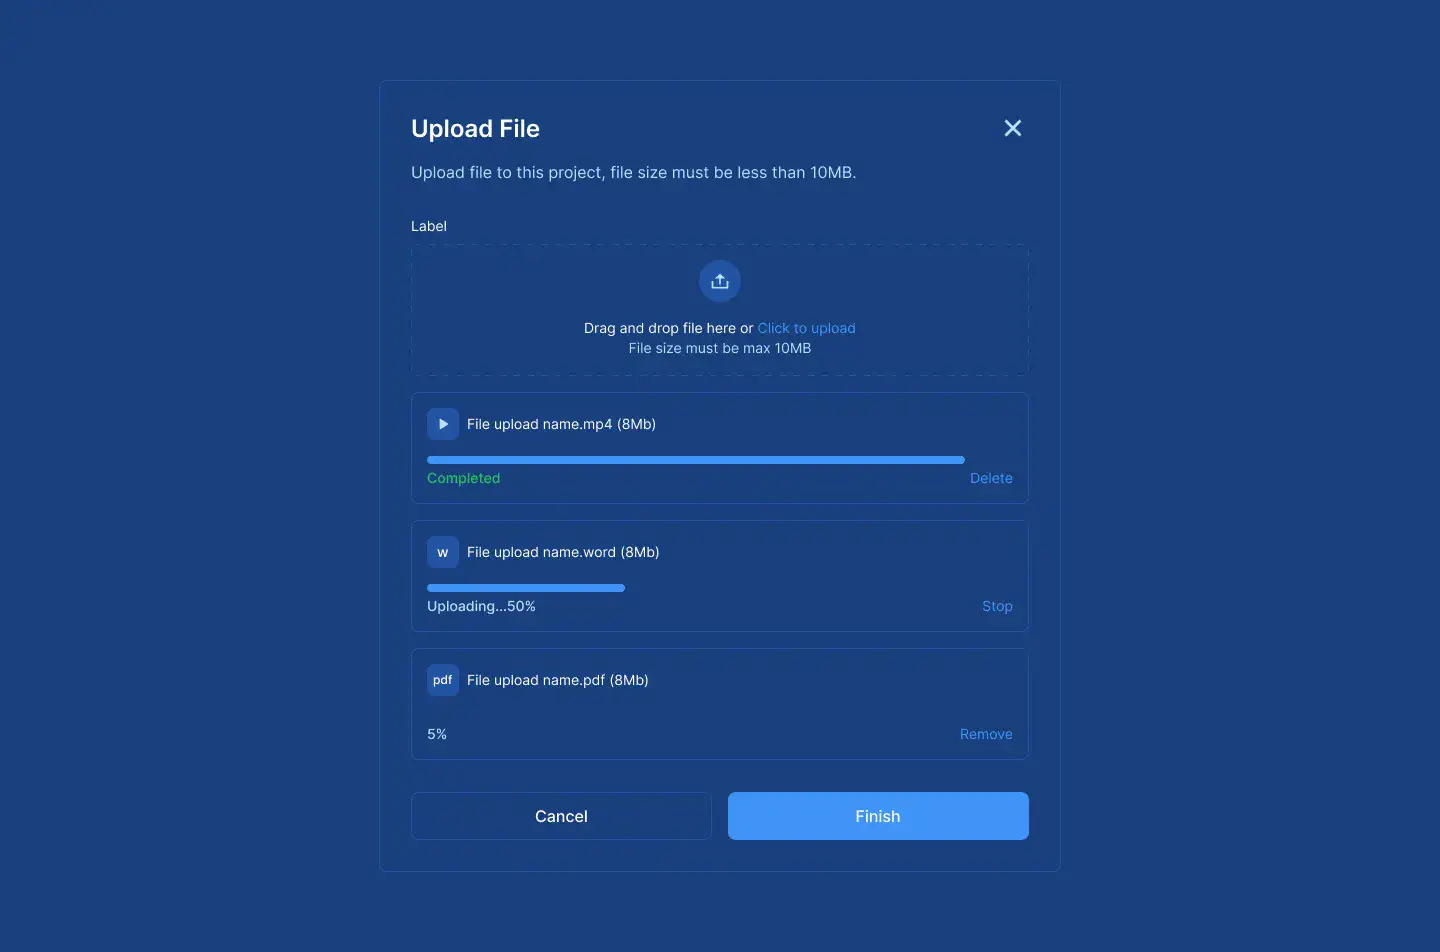 Upload File
Upload file to this project, file size must be less than 10MB.
Label
Drag and drop file here or Click to upload
File size must be max 10MB
File upload name.mp4 (8Mb)
Completed
Delete
w
File upload name.word (8Mb)
Uploading...50%
Stop
pdf
File upload name.pdf (8Mb)
5%
Remove
Cancel
Finish